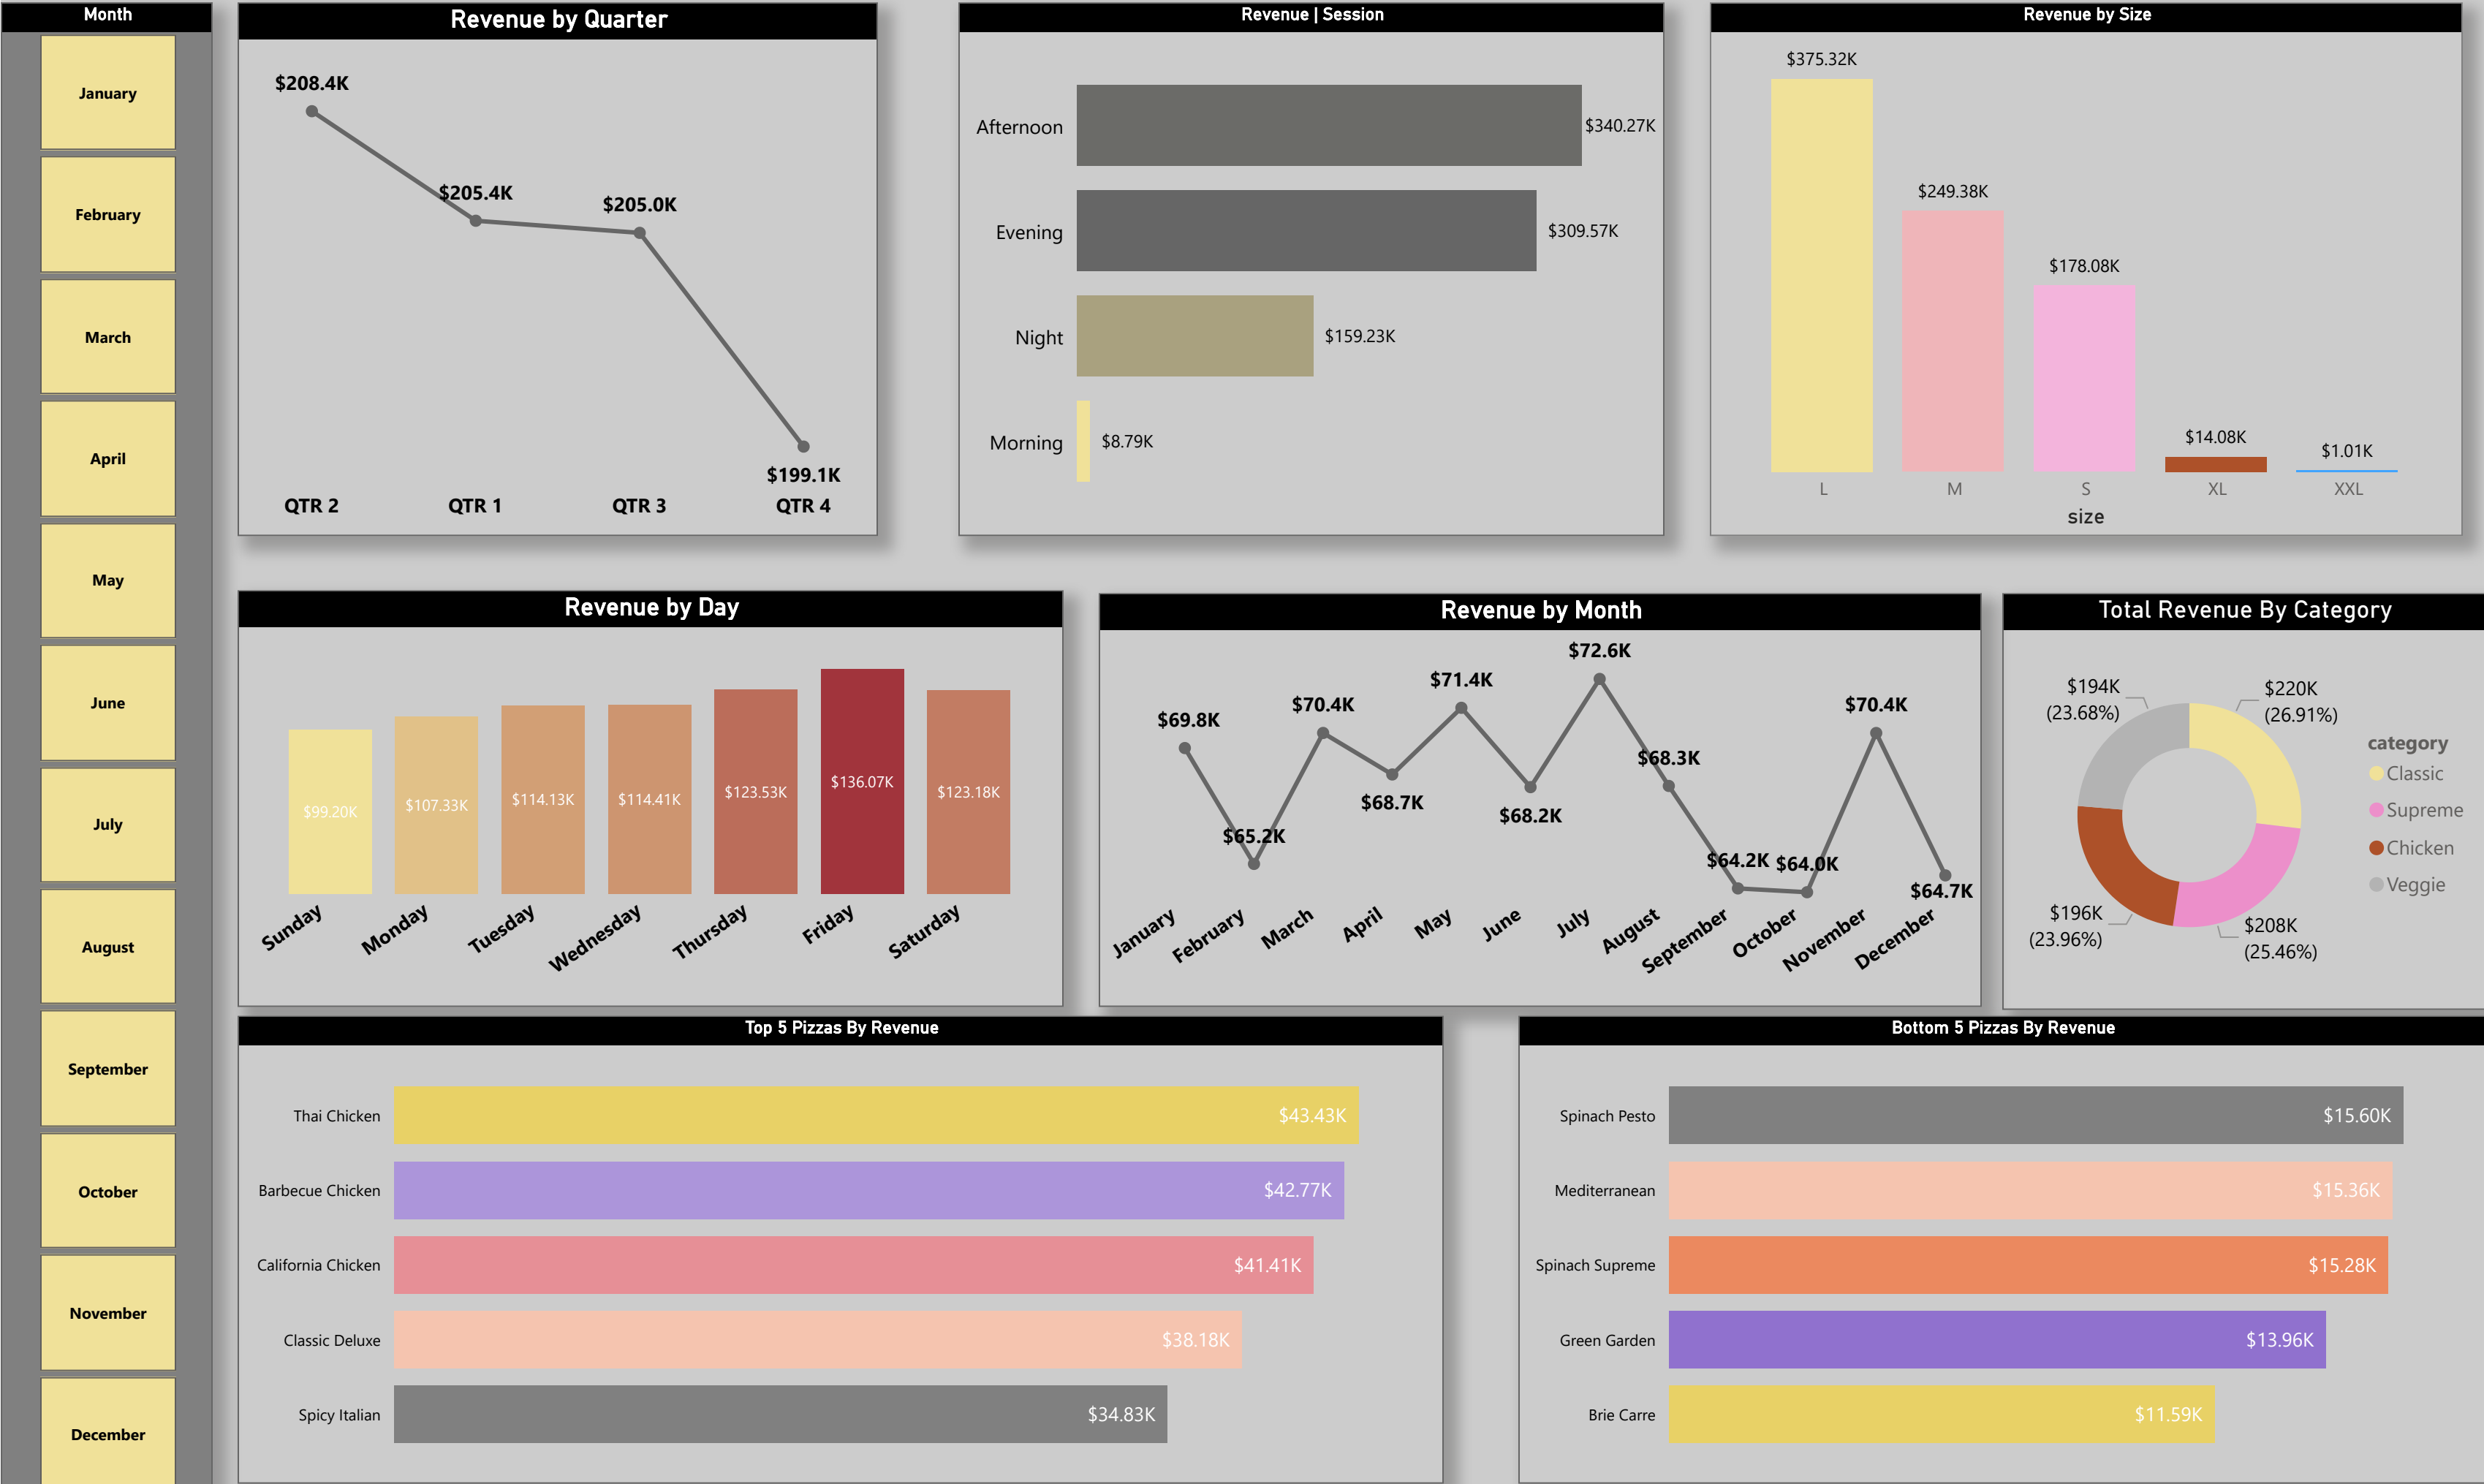 Month
January
February
March
April
May
June
July
August
September
October
November
December
Revenue by Quarter
$208.4K
$205.4K
$205.0K
$199.1K
QTR 2
QTR 1
QTR 3
QTR 4
Revenue | Session
Afternoon
$340.27K
Evening
$309.57K
Night
$159.23K
Morning
$8.79K
Revenue by Size
$375.32K
$249.38K
$178.08K
$14.08K
$1.01K
L
M
S
XL
XXL
size
Revenue by Day
$99.20K
$107.33K
$114.13K
$114.41K
$123.53K
$136.07K
$123.18K
Sunday
Monday
Tuesday
Wednesday
Thursday
Friday
Saturday
Revenue by Month
$69.8K
$65.2K
$70.4K
$68.7K
$71.4K
$68.2K
$72.6K
$68.3K
$64.2K
$64.0K
$70.4K
$64.7K
January
February
March
April
May
June
July
August
September
October
November
December
Total Revenue By Category
$194K
(23.68%)
$220K
(26.91%)
$196K
(23.96%)
$208K
(25.46%)
category
Classic
Supreme
Chicken
Veggie
Top 5 Pizzas By Revenue
Thai Chicken
$43.43K
Barbecue Chicken
$42.77K
California Chicken
$41.41K
Classic Deluxe
$38.18K
Spicy Italian
$34.83K
Bottom 5 Pizzas By Revenue
Spinach Pesto
$15.60K
Mediterranean
$15.36K
Spinach Supreme
$15.28K
Green Garden
$13.96K
Brie Carre
$11.59K